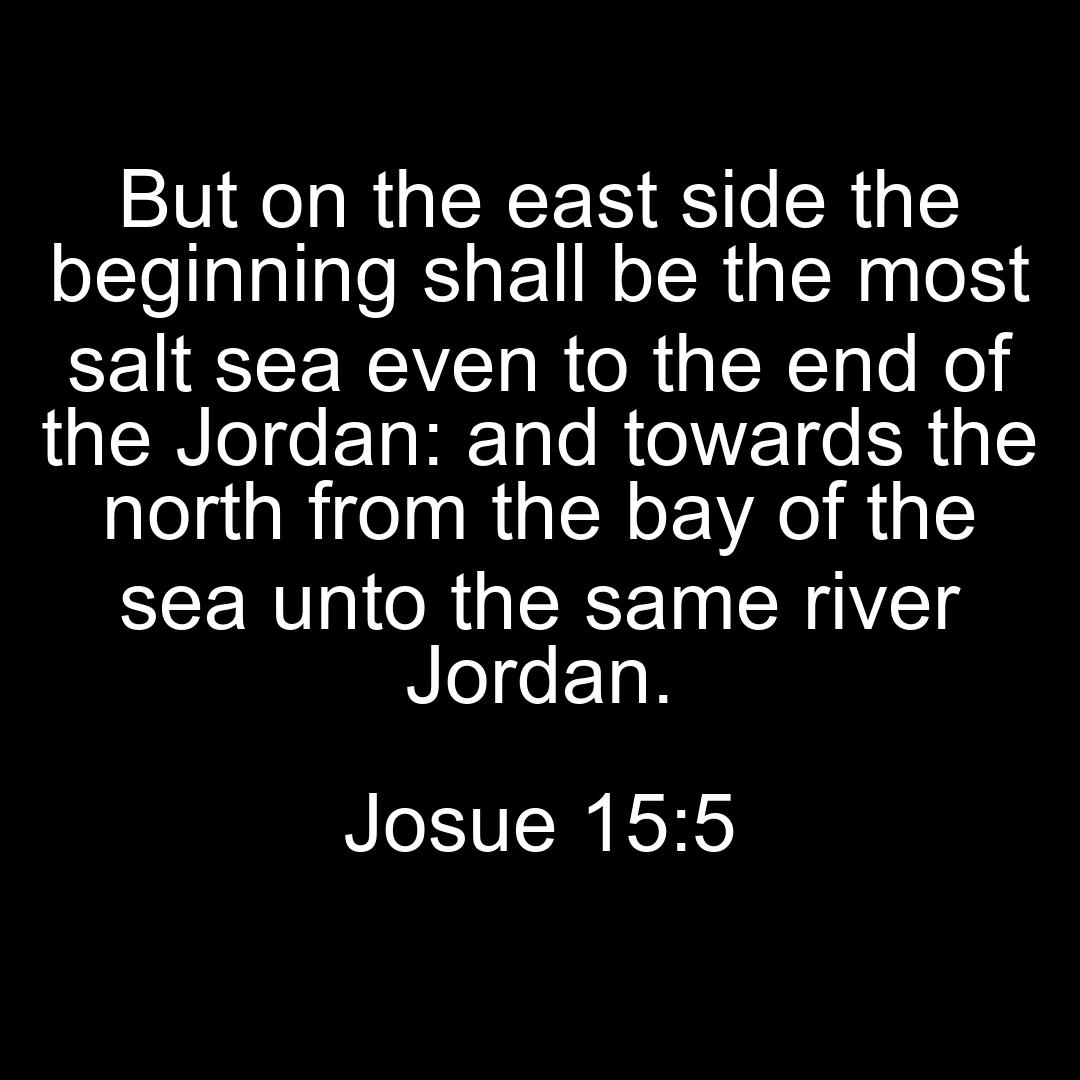 But on the east side the
beginning shall be the most
salt sea even to the end of
the Jordan: and towards the
north from the bay of the
sea unto the same river
Jordan.
Josue 15:5